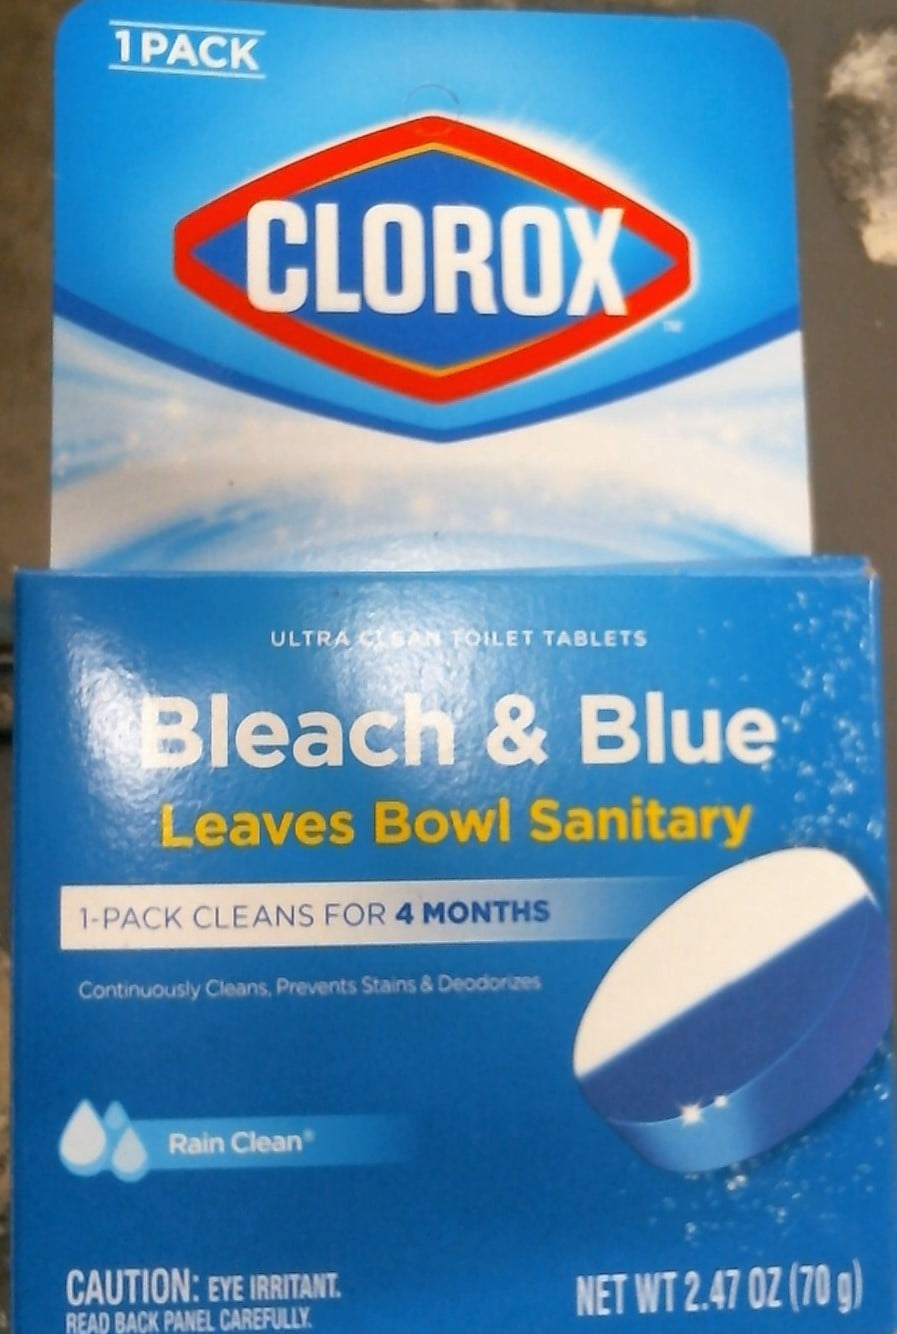 1 PACK
CLOROX
™
ULTRA CLEAN TOILET TABLETS
Bleach & Blue
Leaves Bowl Sanitary
1-PACK CLEANS FOR 4 MONTHS
Continuously Cleans, Prevents Stains & Deodorizes
Rain Clean®
CAUTION: EYE IRRITANT.
READ BACK PANEL CAREFULLY.
NET WT 2.47 OZ (70 g)